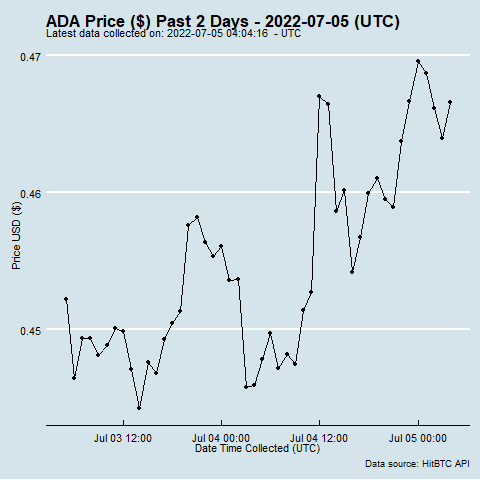 ADA Price ($) Past 2 Days - 2022-07-05 (UTC)
Latest data collected on: 2022-07-05 04:04:16 - UTC
0.47
0.46
0.45
Price USD ($)
Jul 03 12:00 Jul 04 00:00 Jul 04 12:00 Jul 05 00:00
Date Time Collected (UTC)
Data source: HitBTC API